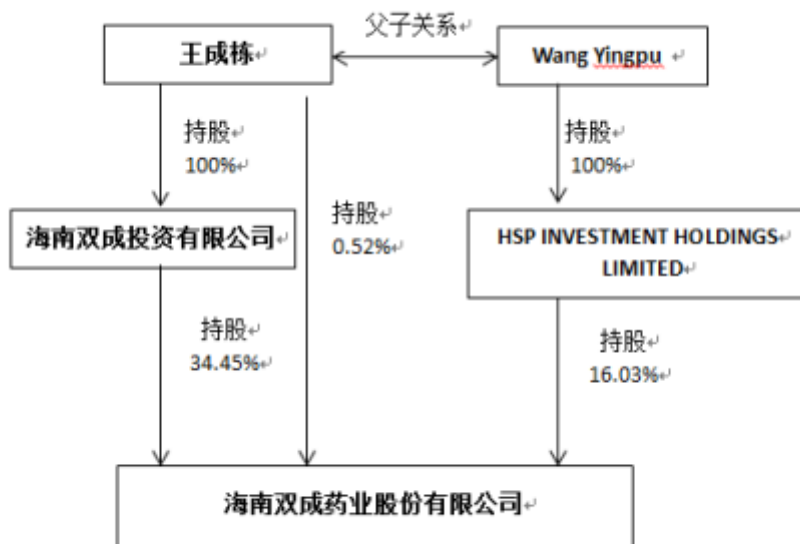 父子关系
王成栋
Wang Yingpu
持股
100%
持股
100%
海南双成投资有限公司
持股
0.52%
HSP INVESTMENT HOLDINGS
LIMITED
持股
34.45%
持股
16.03%
海南双成药业股份有限公司